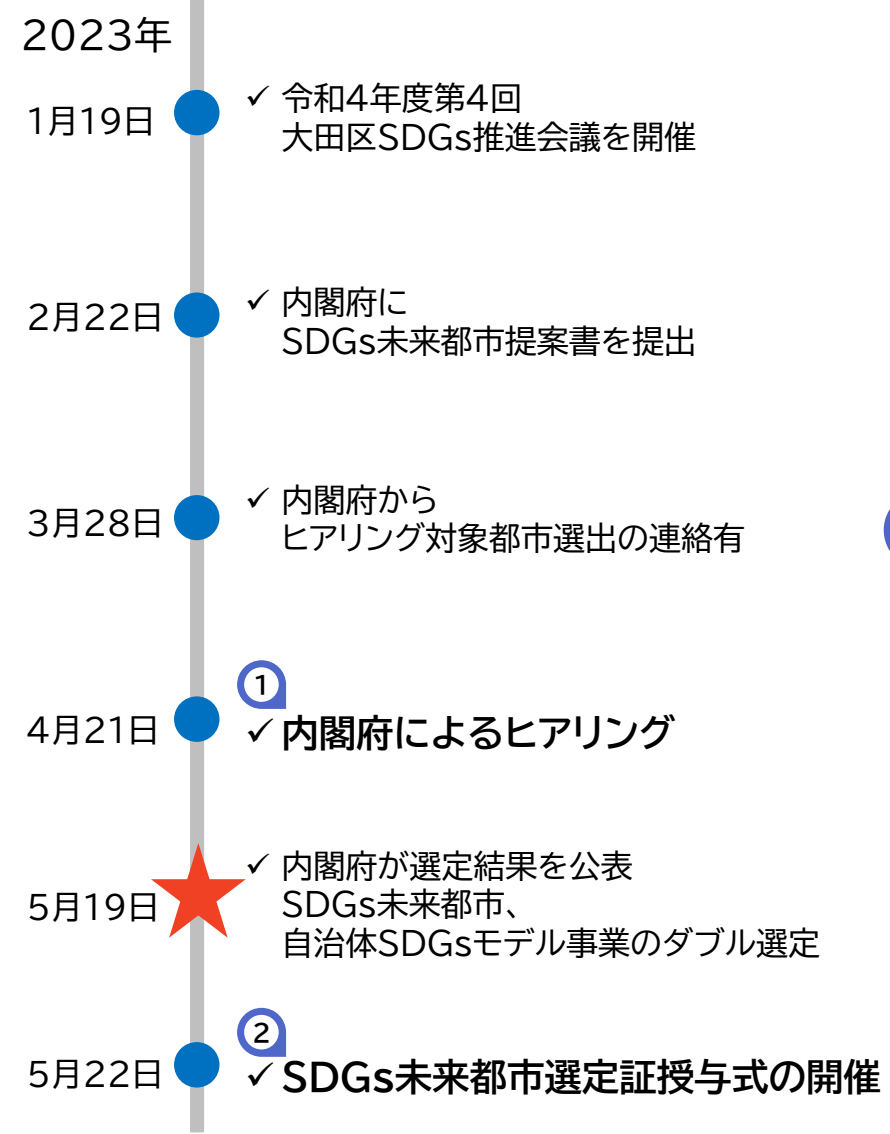 2023年
1月19日
✓ 令和4年度第4回
大田区SDGs推進会議を開催
2月22日
✓ 内閣府に
SDGs未来都市提案書を提出
3月28日
✓ 内閣府から
ヒアリング対象都市選出の連絡有
1
4月21日
✓ 内閣府によるヒアリング
5月19日
✓ 内閣府が選定結果を公表
SDGs未来都市、
自治体SDGsモデル事業のダブル選定
2
5月22日
✓ SDGs未来都市選定証授与式の開催